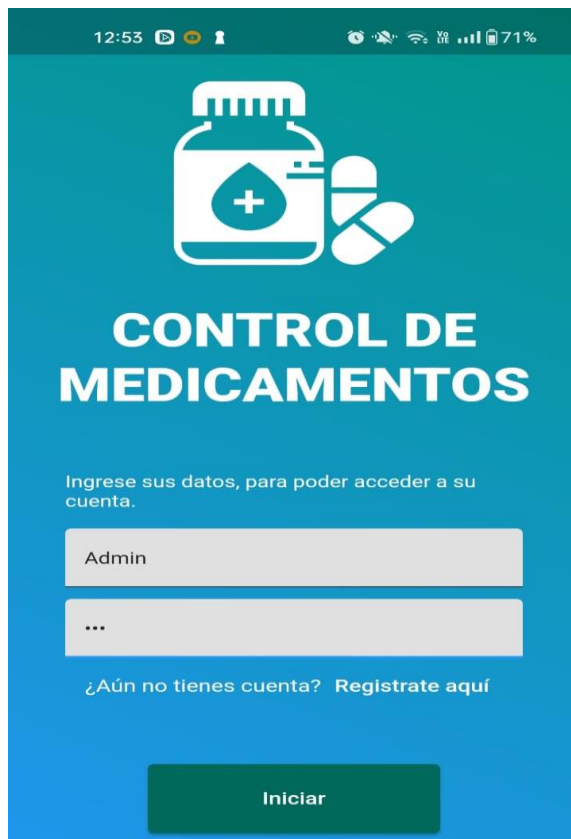 12:53 71%
CONTROL DE
MEDICAMENTOS
Ingrese sus datos, para poder acceder a su
cuenta.
Admin
•••
¿Aún no tienes cuenta? Registrate aquí
Iniciar